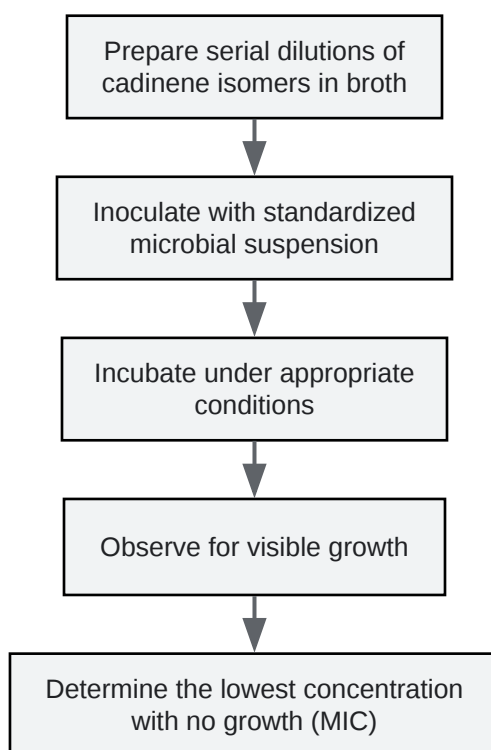 Prepare serial dilutions of
cadinene isomers in broth
Inoculate with standardized
microbial suspension
Incubate under appropriate
conditions
Observe for visible growth
Determine the lowest concentration
with no growth (MIC)